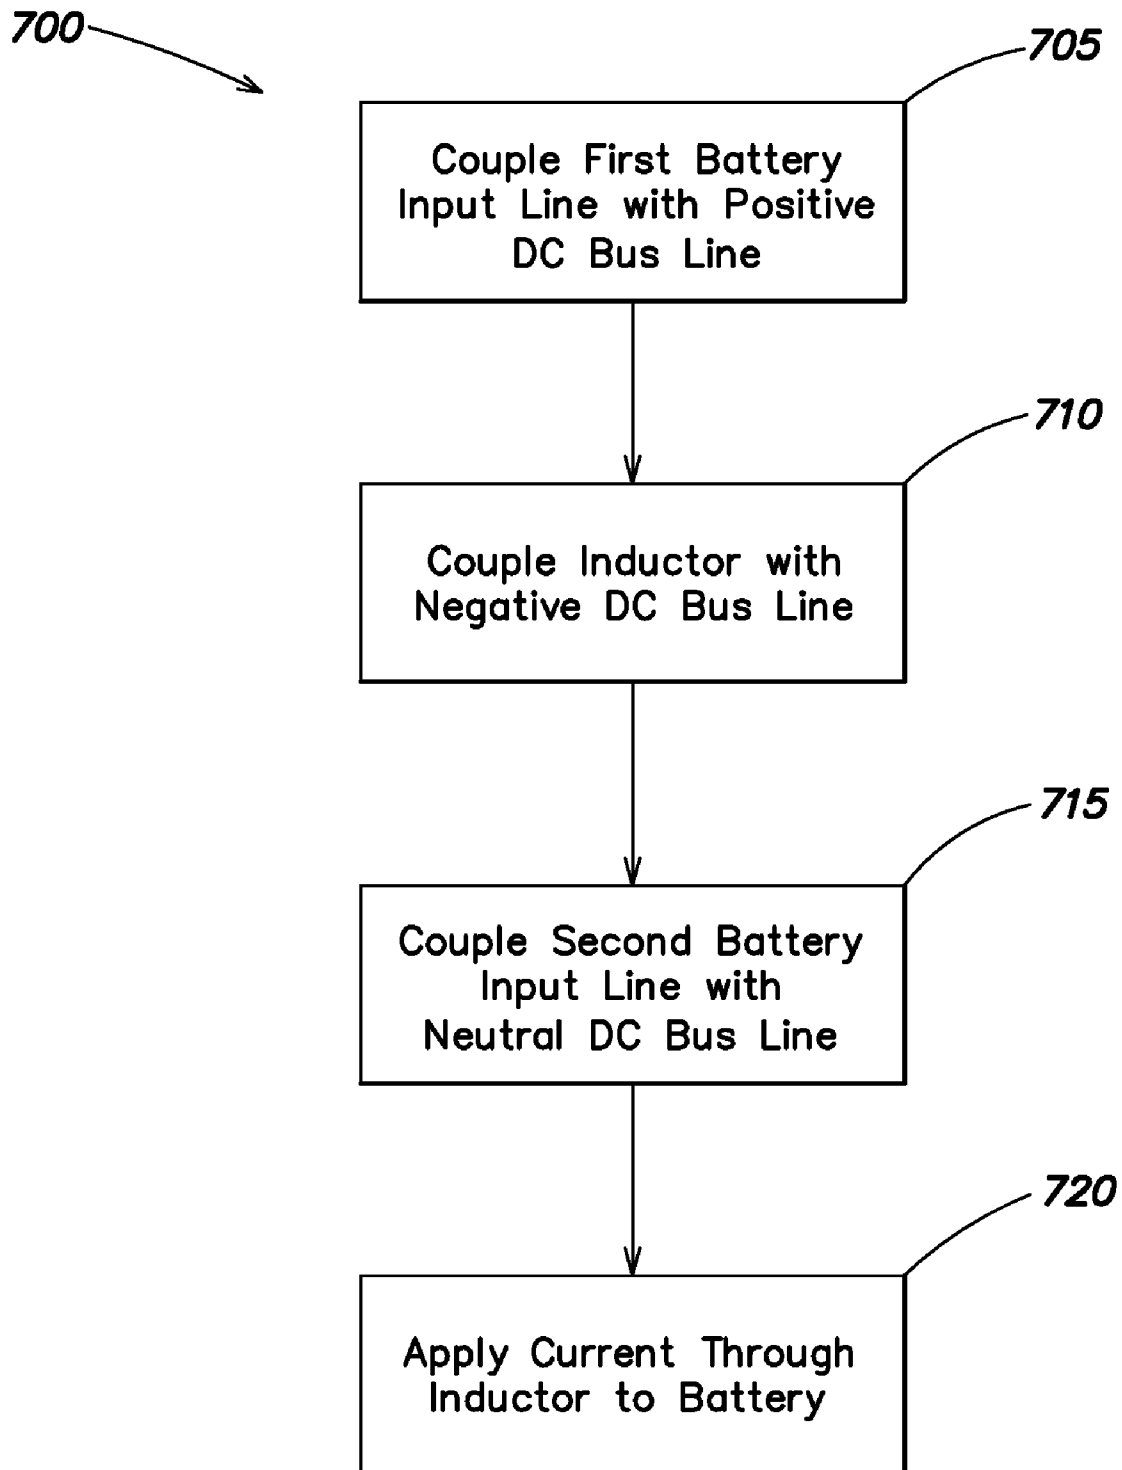 700
705
Couple First Battery
Input Line with Positive
DC Bus Line
710
Couple Inductor with
Negative DC Bus Line
715
Couple Second Battery
Input Line with
Neutral DC Bus Line
720
Apply Current Through
Inductor to Battery